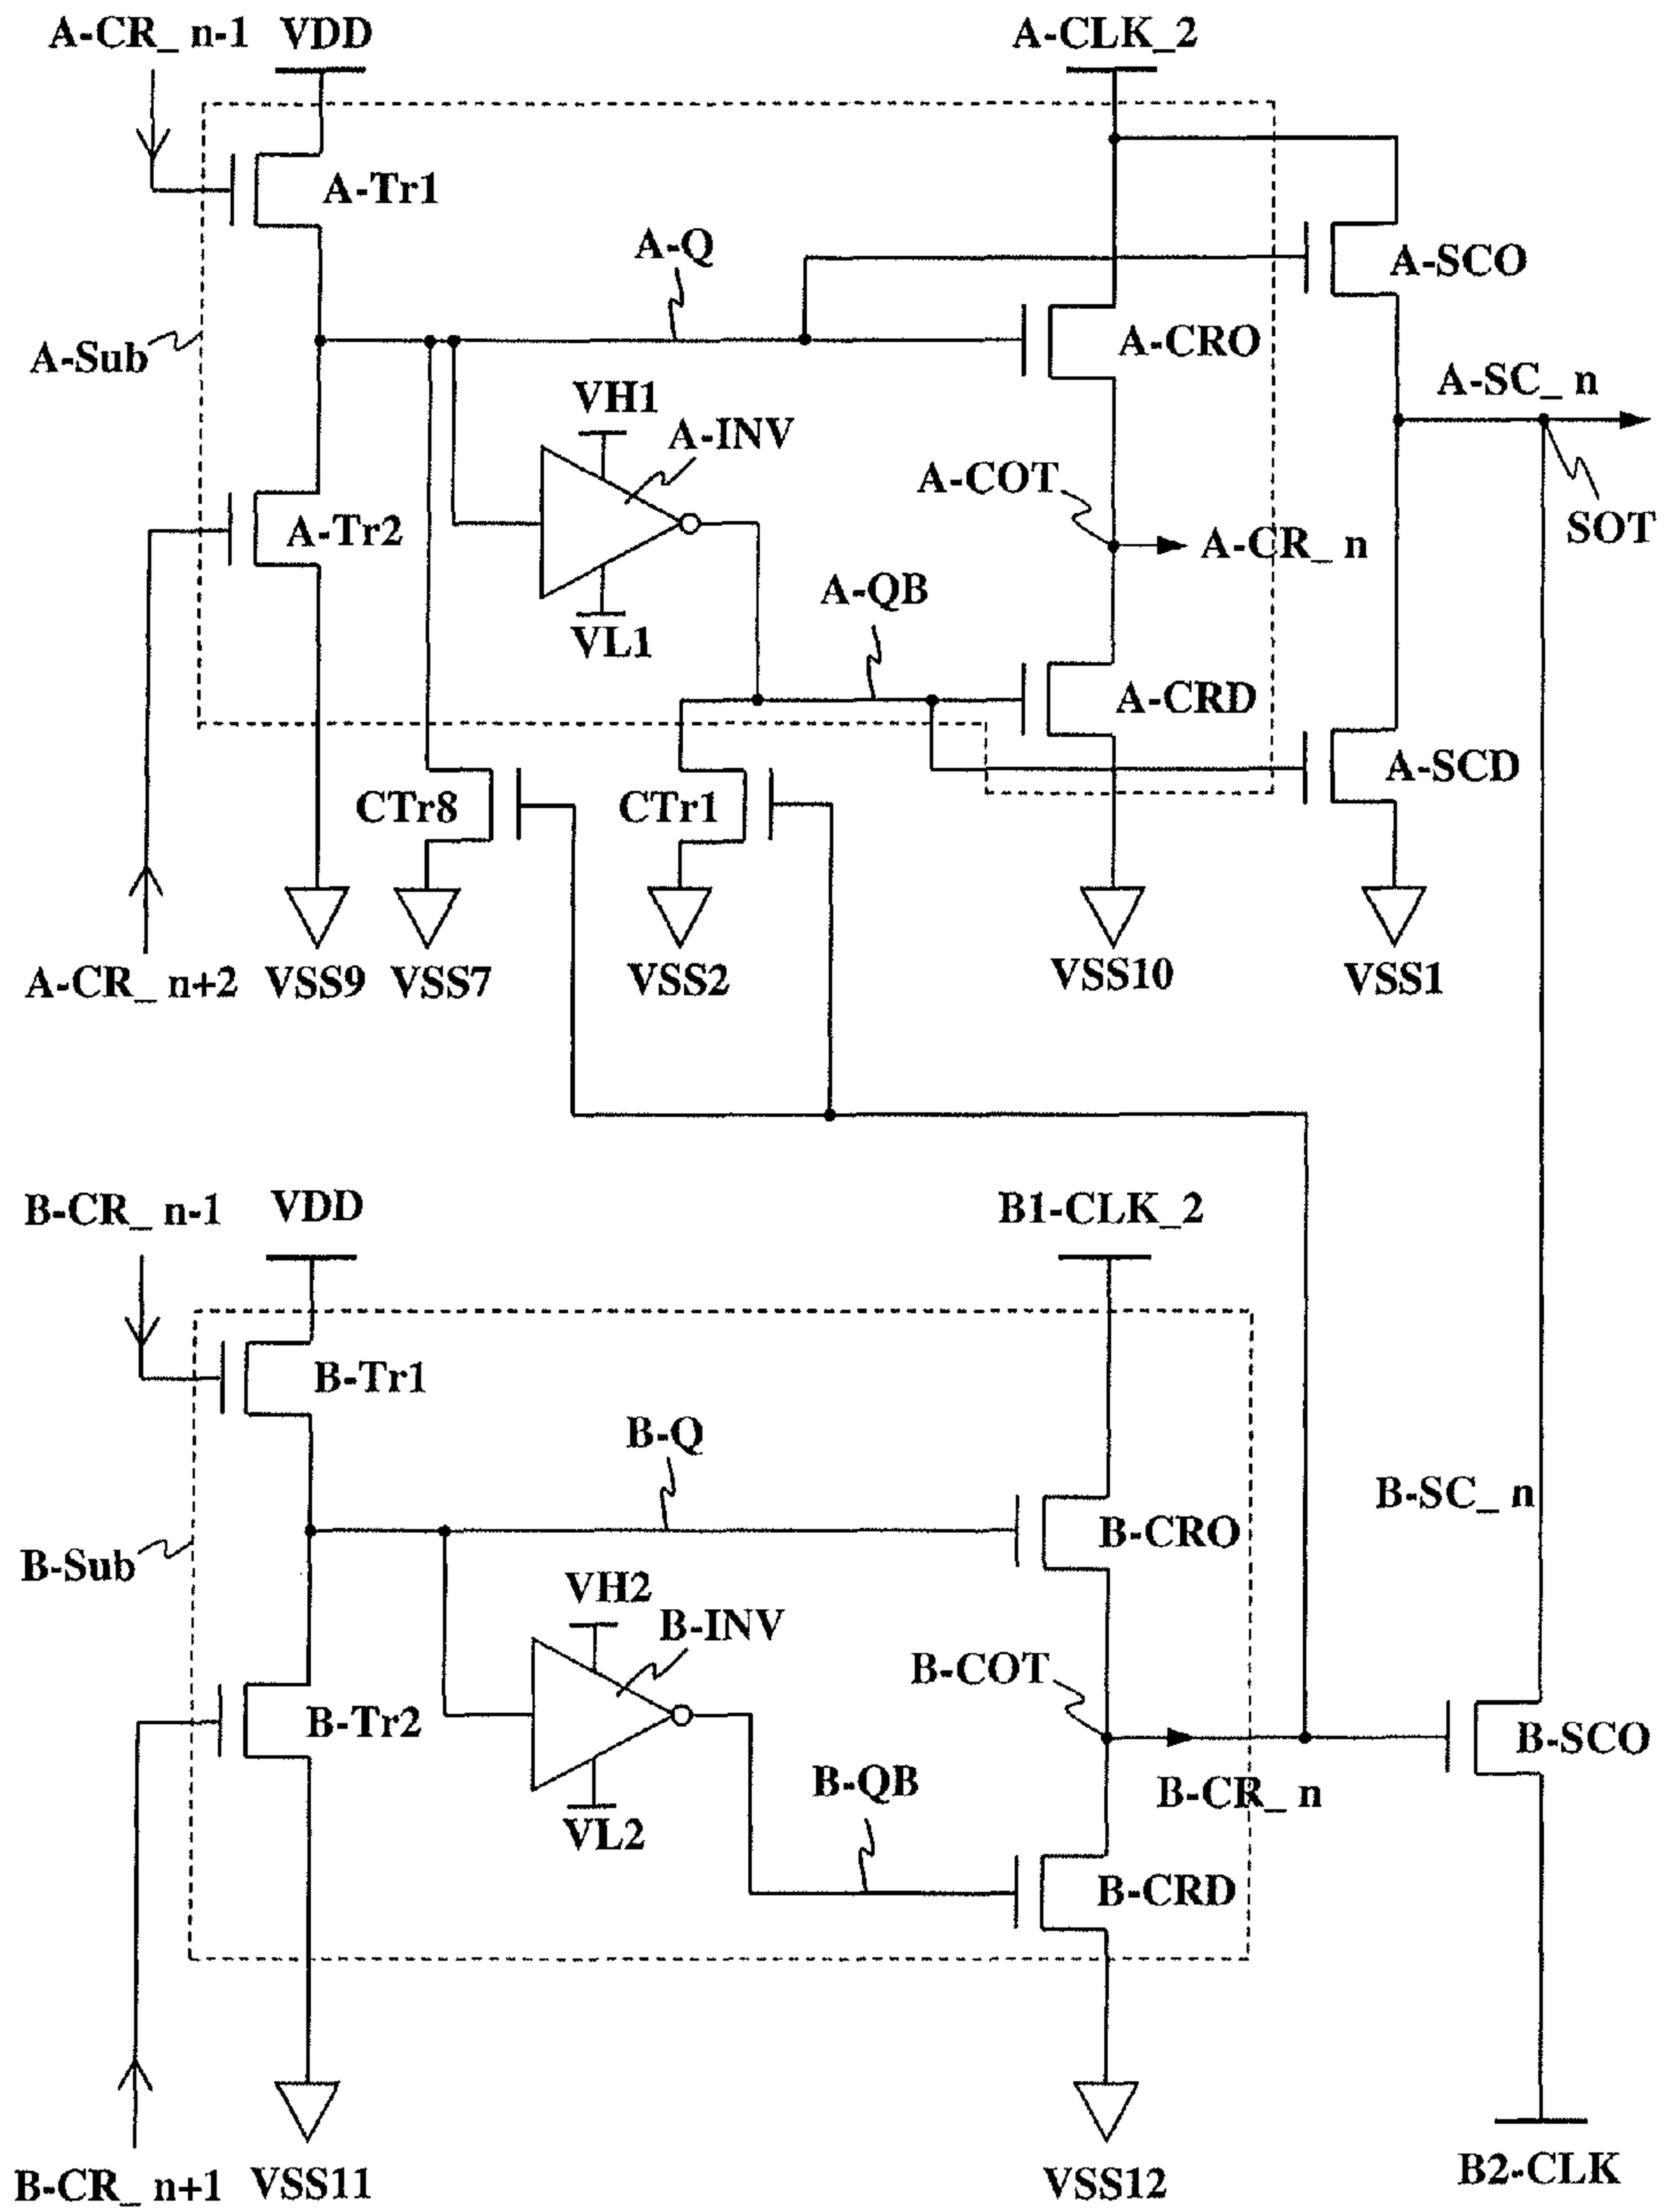 A-CR_ n-1
VDD
A-CLK_2
A-Tr1
A-Q
A-SCO
A-Sub
A-CRO
VH1
A-INV
A-SC_ n
A-Tr2
A-COT
SOT
A-CR_ n
A-QB
VL1
A-CRD
CTr8
CTr1
A-SCD
A-CR_ n+2
VSS9
VSS7
VSS2
VSS10
VSS1
B-CR_ n-1
VDD
B1-CLK_2
B-Tr1
B-Q
B-SC_ n
B-Sub
B-CRO
VH2
B-INV
B-COT
B-Tr2
B-SCO
B-QB
B-CR_ n
VL2
B-CRD
B-CR_ n+1
VSS11
VSS12
B2-CLK